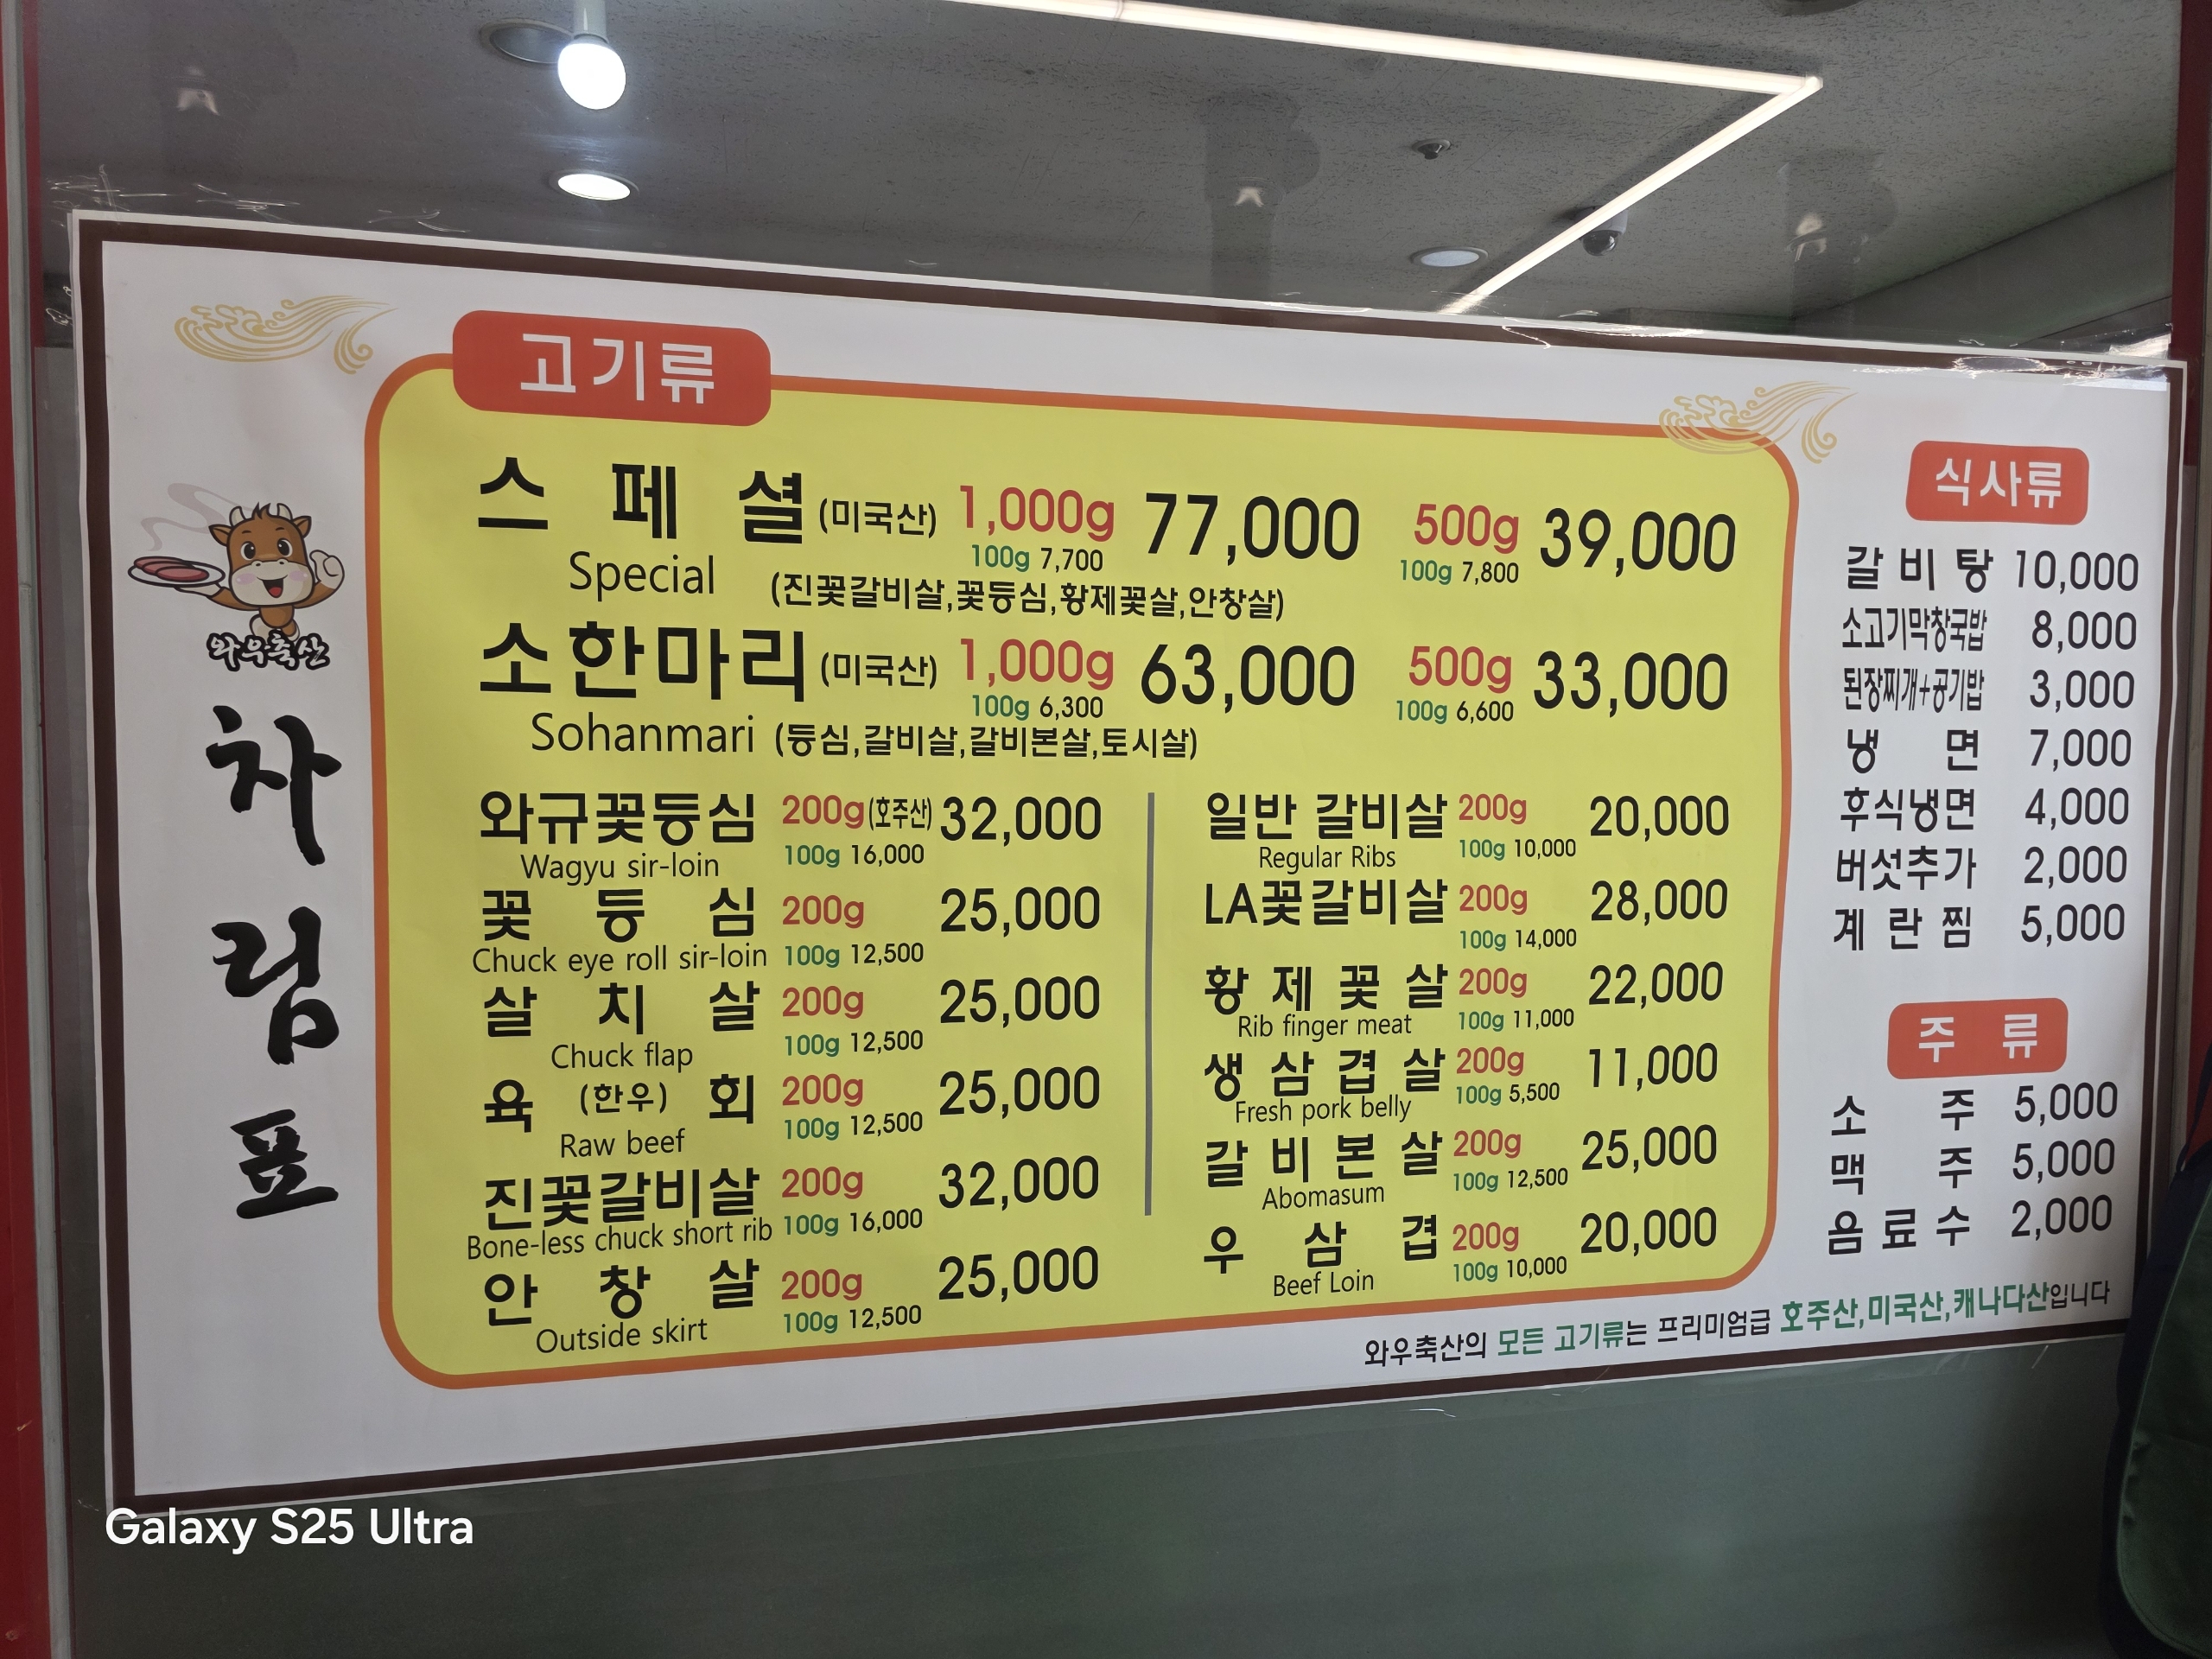 고기류
스페셜 (미국산) 1,000g 77,000 500g 39,000
100g 7,700 100g 7,800
Special (진꽃갈비살,꽃등심,황제꽃살,안창살)
소한마리 (미국산) 1,000g 63,000 500g 33,000
100g 6,300 100g 6,600
Sohanmari (등심,갈비살,갈비본살,토시살)
와규꽃등심 200g (호주산) 32,000
Wagyu sir-loin 100g 16,000
꽃등심 200g 25,000
Chuck eye roll sir-loin 100g 12,500
살치살 200g 25,000
Chuck flap 100g 12,500
육(한우)회 200g 25,000
Raw beef 100g 12,500
진꽃갈비살 200g 32,000
Bone-less chuck short rib 100g 16,000
안창살 200g 25,000
Outside skirt 100g 12,500
일반 갈비살 200g 20,000
Regular Ribs 100g 10,000
LA꽃갈비살 200g 28,000
100g 14,000
황제꽃살 200g 22,000
Rib finger meat 100g 11,000
생삼겹살 200g 11,000
Fresh pork belly 100g 5,500
갈비본살 200g 25,000
Abomasum 100g 12,500
우삼겹 200g 20,000
Beef Loin 100g 10,000
식사류
갈비탕 10,000
소고기막창국밥 8,000
된장찌개+공기밥 3,000
냉면 7,000
후식냉면 4,000
버섯추가 2,000
계란찜 5,000
주류
소주 5,000
맥주 5,000
음료수 2,000
와우축산의 모든 고기류는 프리미엄급 호주산,미국산,캐나다산입니다
와우축산
차림표
Galaxy S25 Ultra